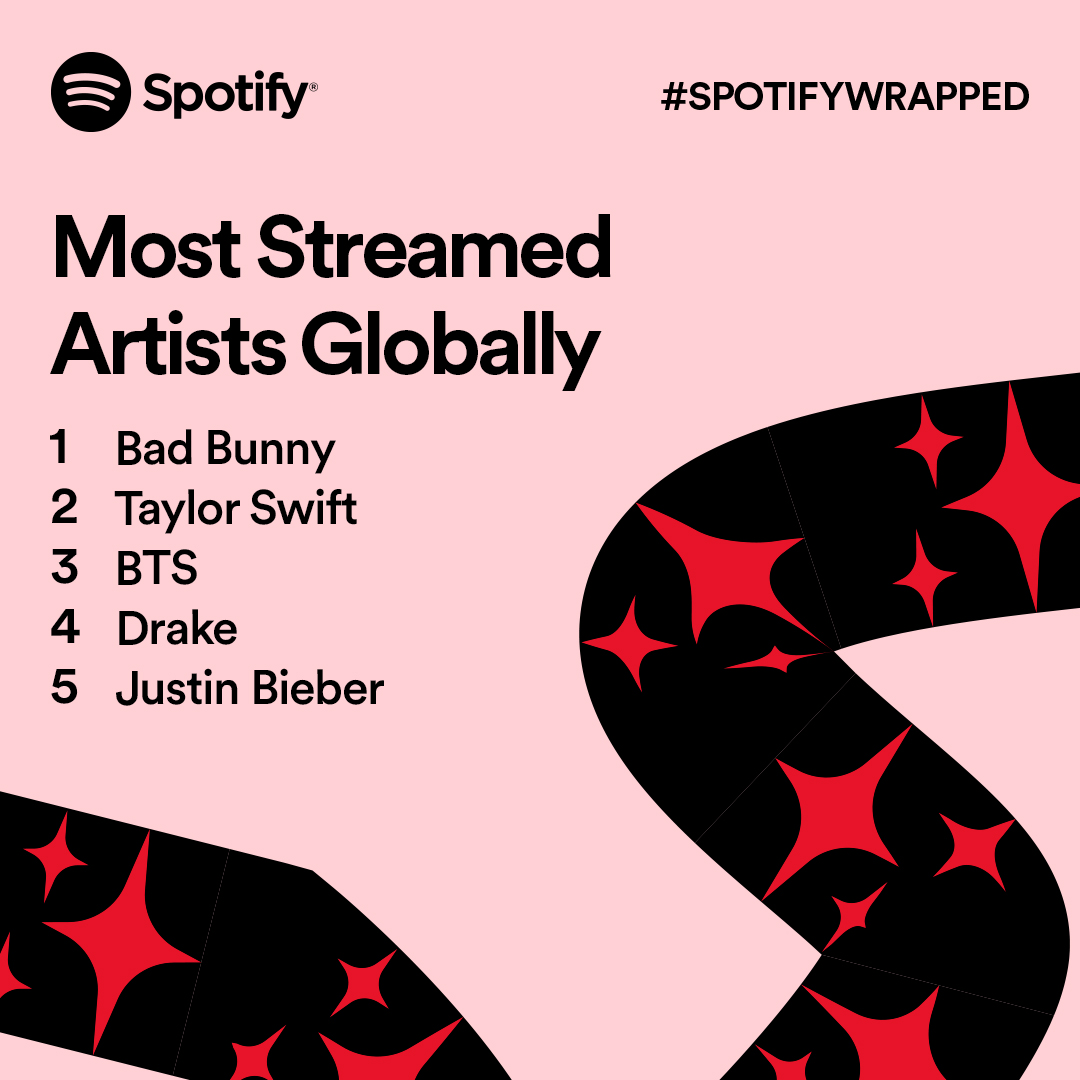 Spotify®
#SPOTIFYWRAPPED
Most Streamed
Artists Globally
1 Bad Bunny
2 Taylor Swift
3 BTS
4 Drake
5 Justin Bieber